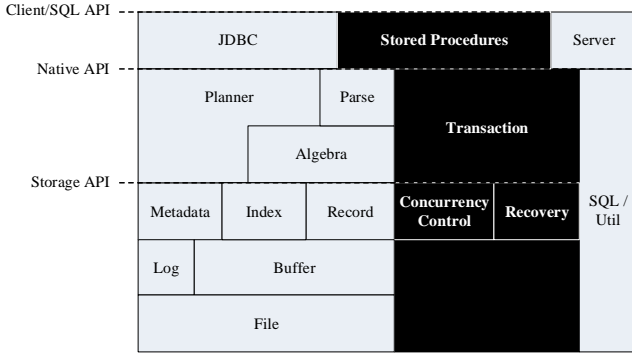 Client/SQL API
JDBC
Stored Procedures
Server
Native API
Planner
Parse
Transaction
Algebra
Storage API
Metadata
Index
Record
Concurrency
Control
Recovery
SQL /
Util
Log
Buffer
File